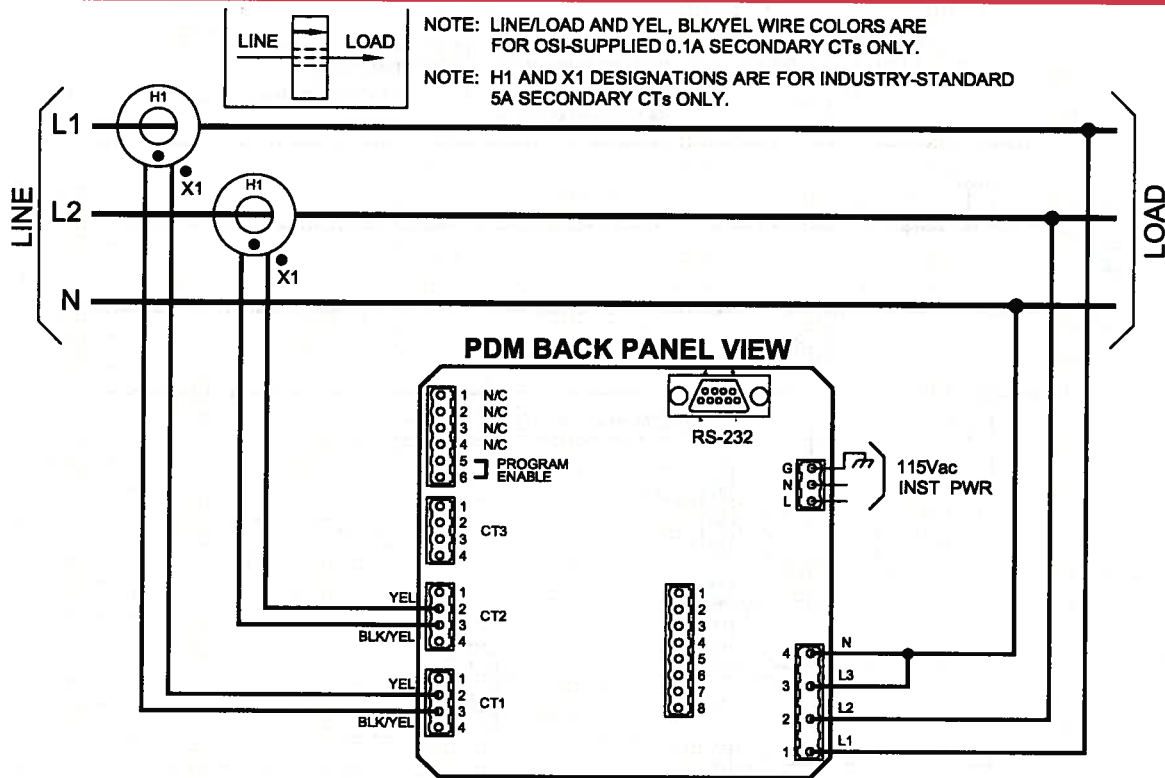 LINE
LOAD
NOTE: LINE/LOAD AND YEL, BLK/YEL WIRE COLORS ARE
FOR OSI-SUPPLIED 0.1A SECONDARY CTs ONLY.
NOTE: H1 AND X1 DESIGNATIONS ARE FOR INDUSTRY-STANDARD
5A SECONDARY CTs ONLY.
H1
L1
X1
H1
L2
X1
N
LINE
LOAD
PDM BACK PANEL VIEW
1 N/C
2 N/C
3 N/C
4 N/C
5 PROGRAM
6 ENABLE
RS-232
G
N
L
115Vac
INST PWR
1
2
3
4
CT3
YEL
BLK/YEL
1
2
3
4
CT2
YEL
BLK/YEL
1
2
3
4
CT1
1
2
3
4
5
6
7
8
4 N
3 L3
2 L2
1 L1